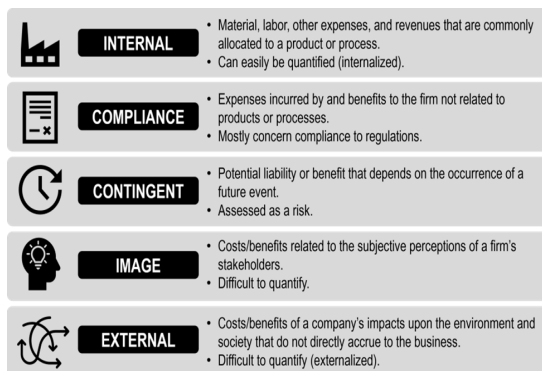 INTERNAL
• Material, labor, other expenses, and revenues that are commonly
allocated to a product or process.
• Can easily be quantified (internalized).
COMPLIANCE
• Expenses incurred by and benefits to the firm not related to
products or processes.
• Mostly concern compliance to regulations.
CONTINGENT
• Potential liability or benefit that depends on the occurrence of a
future event.
• Assessed as a risk.
IMAGE
• Costs/benefits related to the subjective perceptions of a firm's
stakeholders.
• Difficult to quantify.
EXTERNAL
• Costs/benefits of a company's impacts upon the environment and
society that do not directly accrue to the business.
• Difficult to quantify (externalized).